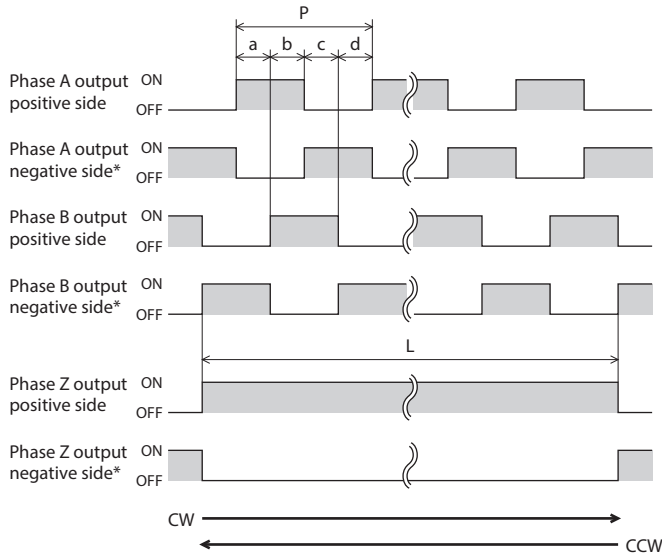 P
a b c d
Phase A output
positive side
ON
OFF
Phase A output
negative side*
ON
OFF
Phase B output
positive side
ON
OFF
Phase B output
negative side*
ON
OFF
L
Phase Z output
positive side
ON
OFF
Phase Z output
negative side*
ON
OFF
CW
CCW